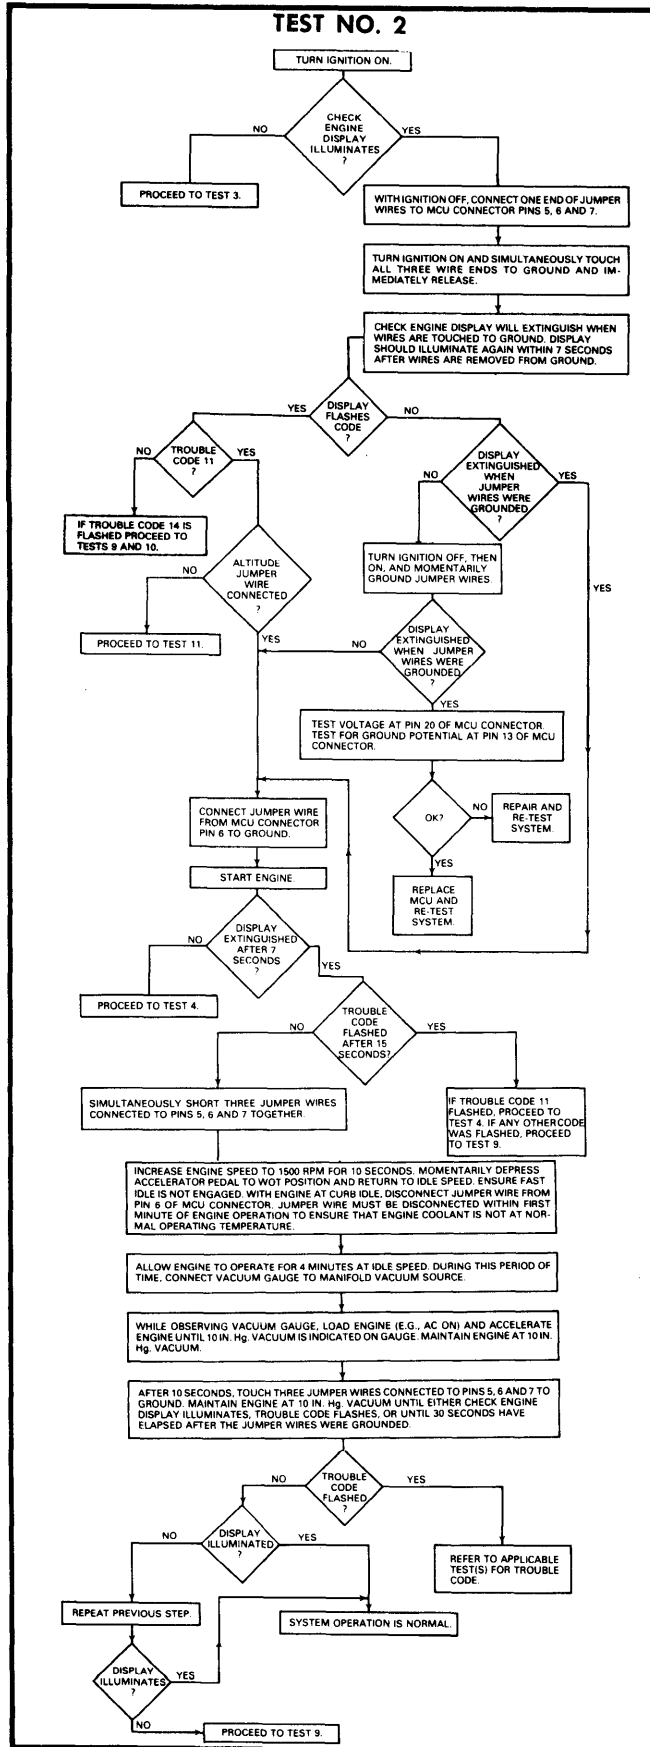 TEST NO. 2
TURN IGNITION ON.
CHECK
ENGINE
DISPLAY
ILLUMINATES
?
NO
YES
PROCEED TO TEST 3.
WITH IGNITION OFF, CONNECT ONE END OF JUMPER
WIRES TO MCU CONNECTOR PINS 5, 6 AND 7.
TURN IGNITION ON AND SIMULTANEOUSLY TOUCH
ALL THREE WIRE ENDS TO GROUND AND IM-
MEDIATELY RELEASE.
CHECK ENGINE DISPLAY WILL EXTINGUISH WHEN
WIRES ARE TOUCHED TO GROUND. DISPLAY
SHOULD ILLUMINATE AGAIN WITHIN 7 SECONDS
AFTER WIRES ARE REMOVED FROM GROUND.
YES
DISPLAY
FLASHES
CODE
?
NO
NO
TROUBLE
CODE 11
?
YES
NO
DISPLAY
EXTINGUISHED
WHEN
JUMPER
WIRES WERE
GROUNDED
?
YES
IF TROUBLE CODE 14 IS
FLASHED PROCEED TO
TESTS 9 AND 10.
NO
ALTITUDE
JUMPER
WIRE
CONNECTED
?
TURN IGNITION OFF, THEN
ON, AND MOMENTARILY
GROUND JUMPER WIRES.
YES
PROCEED TO TEST 11.
YES
NO
DISPLAY
EXTINGUISHED
WHEN JUMPER
WIRES WERE
GROUNDED
?
YES
TEST VOLTAGE AT PIN 20 OF MCU CONNECTOR.
TEST FOR GROUND POTENTIAL AT PIN 13 OF MCU
CONNECTOR.
CONNECT JUMPER WIRE
FROM MCU CONNECTOR
PIN 6 TO GROUND.
OK?
NO
REPAIR AND
RE-TEST
SYSTEM.
START ENGINE.
YES
REPLACE
MCU AND
RE-TEST
SYSTEM.
NO
DISPLAY
EXTINGUISHED
AFTER 7
SECONDS
?
YES
PROCEED TO TEST 4.
NO
TROUBLE
CODE
FLASHED
AFTER 15
SECONDS?
YES
SIMULTANEOUSLY SHORT THREE JUMPER WIRES
CONNECTED TO PINS 5, 6 AND 7 TOGETHER.
IF TROUBLE CODE 11
FLASHED, PROCEED TO
TEST 4. IF ANY OTHER CODE
WAS FLASHED, PROCEED
TO TEST 9.
INCREASE ENGINE SPEED TO 1500 RPM FOR 10 SECONDS. MOMENTARILY DEPRESS
ACCELERATOR PEDAL TO WOT POSITION AND RETURN TO IDLE SPEED. ENSURE FAST
IDLE IS NOT ENGAGED. WITH ENGINE AT CURB IDLE, DISCONNECT JUMPER WIRE FROM
PIN 6 OF MCU CONNECTOR. JUMPER WIRE MUST BE DISCONNECTED WITHIN FIRST
MINUTE OF ENGINE OPERATION TO ENSURE THAT ENGINE COOLANT IS NOT AT NOR-
MAL OPERATING TEMPERATURE.
ALLOW ENGINE TO OPERATE FOR 4 MINUTES AT IDLE SPEED. DURING THIS PERIOD OF
TIME, CONNECT VACUUM GAUGE TO MANIFOLD VACUUM SOURCE.
WHILE OBSERVING VACUUM GAUGE, LOAD ENGINE (E.G., AC ON) AND ACCELERATE
ENGINE UNTIL 10 IN. Hg. VACUUM IS INDICATED ON GAUGE. MAINTAIN ENGINE AT 10 IN.
Hg. VACUUM.
AFTER 10 SECONDS, TOUCH THREE JUMPER WIRES CONNECTED TO PINS 5, 6 AND 7 TO
GROUND. MAINTAIN ENGINE AT 10 IN. Hg. VACUUM UNTIL EITHER CHECK ENGINE
DISPLAY ILLUMINATES, TROUBLE CODE FLASHES, OR UNTIL 30 SECONDS HAVE
ELAPSED AFTER THE JUMPER WIRES WERE GROUNDED.
NO
TROUBLE
CODE
FLASHED
?
YES
NO
DISPLAY
ILLUMINATED
?
YES
REFER TO APPLICABLE
TEST(S) FOR TROUBLE
CODE.
REPEAT PREVIOUS STEP.
SYSTEM OPERATION IS NORMAL.
DISPLAY
ILLUMINATES
?
YES
NO
PROCEED TO TEST 9.